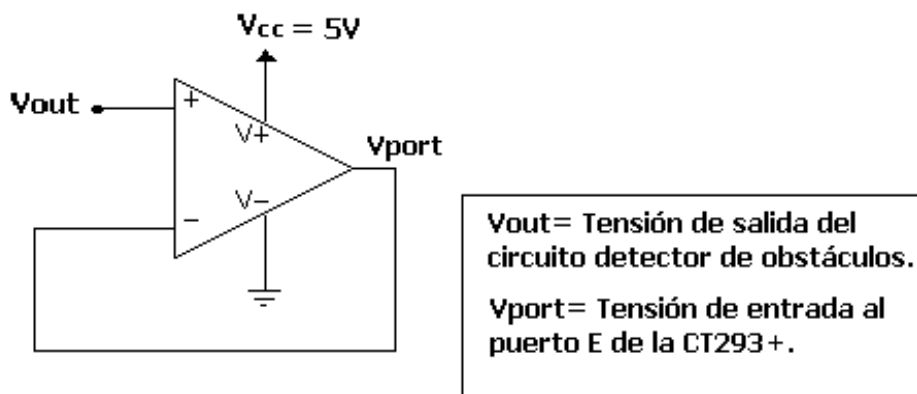 Vcc = 5V
Vout
+
V+
Vport
V-
-
Vout= Tensión de salida del
circuito detector de obstáculos.
Vport= Tensión de entrada al
puerto E de la CT293+.